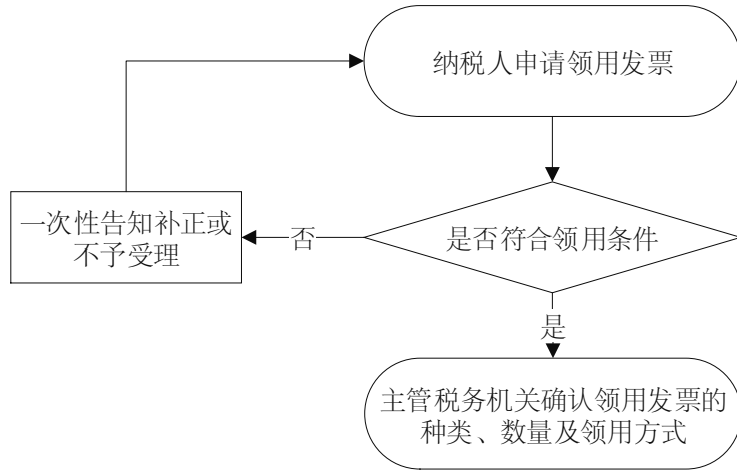 纳税人申请领用发票
一次性告知补正或
不予受理
否
是否符合领用条件
是
主管税务机关确认领用发票的
种类、数量及领用方式